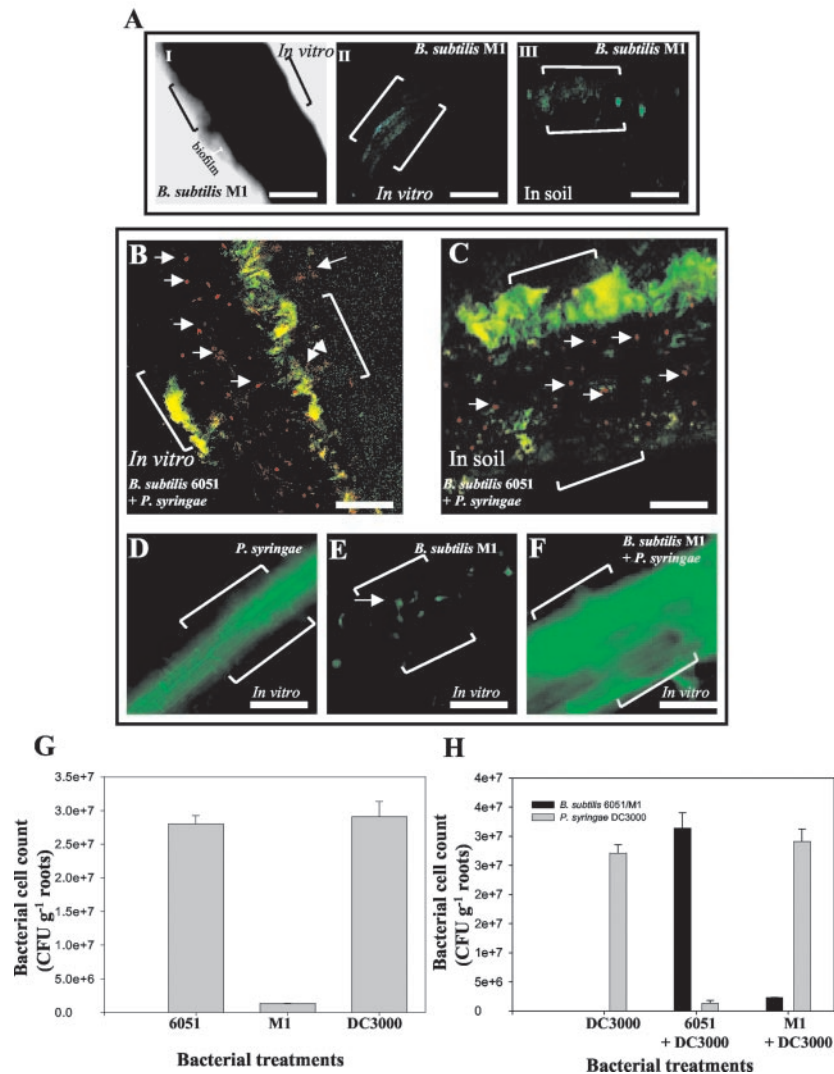 A
I
In vitro
biofilm
B. subtilis M1
II
B. subtilis M1
In vitro
III
B. subtilis M1
In soil
B
In vitro
B. subtilis 6051
+ P. syringae
C
In soil
B. subtilis 6051
+ P. syringae
D
P. syringae
In vitro
E
B. subtilis M1
In vitro
F
B. subtilis M1
+ P. syringae
In vitro
G
Bacterial cell count
(CFU g-1 roots)
3.5e+7
3.0e+7
2.5e+7
2.0e+7
1.5e+7
1.0e+7
5.0e+6
0.0
6051
M1
DC3000
Bacterial treatments
H
Bacterial cell count
(CFU g-1 roots)
4e+7
4e+7
3e+7
3e+7
2e+7
2e+7
1e+7
5e+6
0
B. subtilis 6051/M1
P. syringae DC3000
DC3000
6051
+ DC3000
M1
+ DC3000
Bacterial treatments